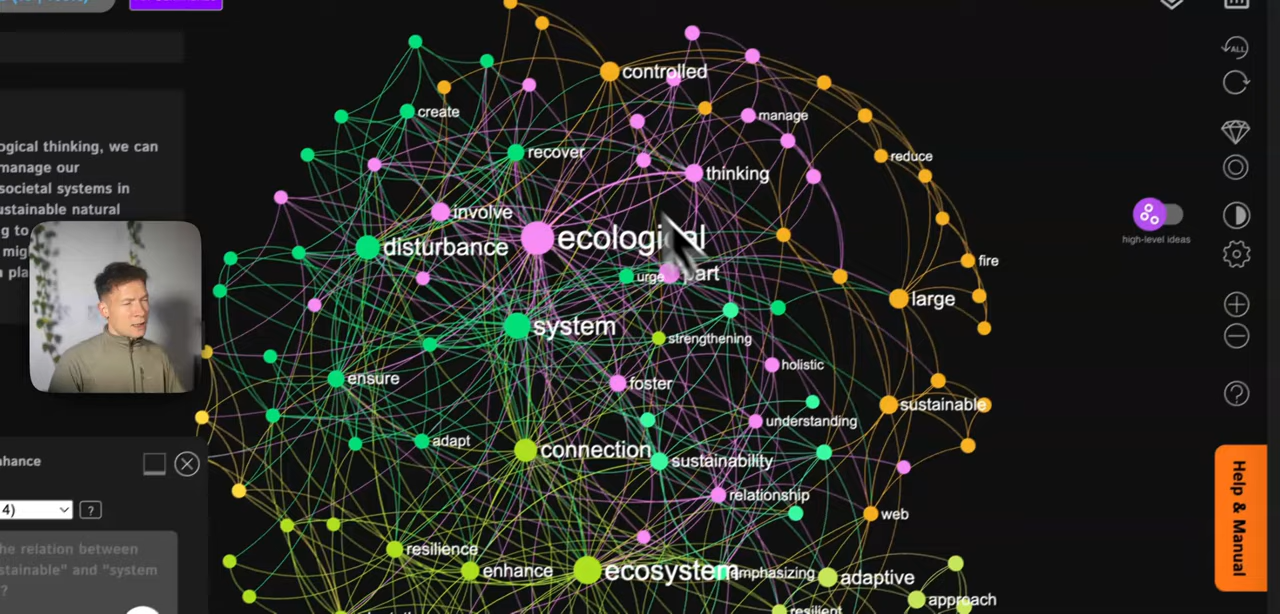 ogical thinking, we can
manage our
societal systems in
ustainable natural
g to
mig
pla
nhance
4)
?
he relation between
stainable" and "system
?
controlled
create
manage
recover
reduce
thinking
involve
disturbance
ecological
fire
urge
part
large
system
strengthening
holistic
ensure
foster
sustainable
understanding
adapt
connection
sustainability
relationship
web
resilience
enhance
ecosystem
emphasizing
adaptive
approach
resilient
ALL
high-level ideas
Help & Manual